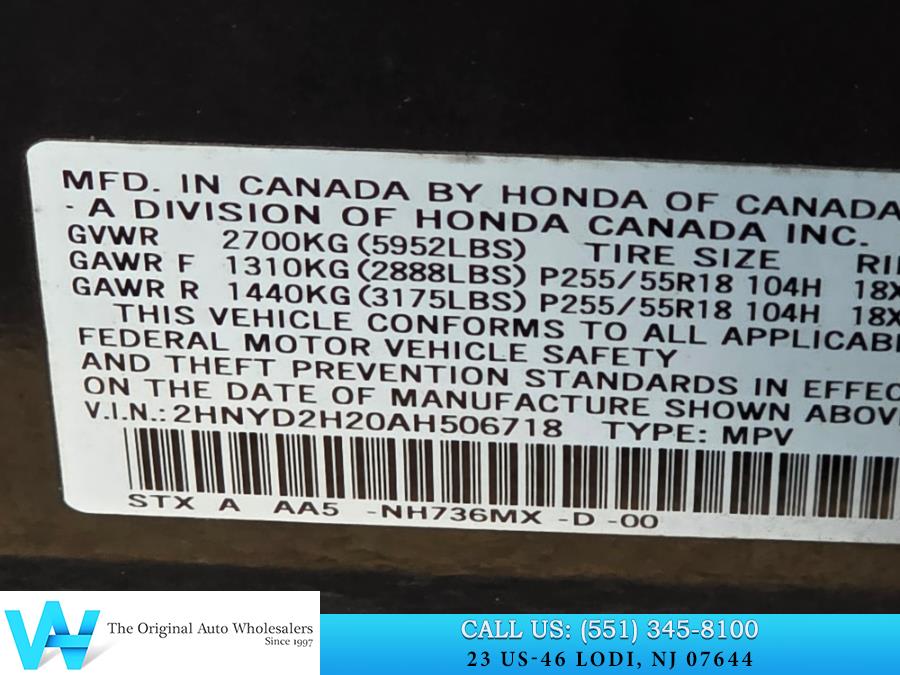 MFD. IN CANADA BY HONDA OF CANADA
- A DIVISION OF HONDA CANADA INC.
GVWR 2700KG (5952LBS) TIRE SIZE
GAWR F 1310KG (2888LBS) P255/55R18 104H 18X
GAWR R 1440KG (3175LBS) P255/55R18 104H 18X
THIS VEHICLE CONFORMS TO ALL
FEDERAL MOTOR VEHICLE SAFETY
AND THEFT PREVENTION STANDARDS IN
ON THE DATE OF MANUFACTURE SHOWN
V.I.N.: 2HNYD2H20AH506718 TYPE: MPV
STX A AA5 -NH736MX -D -00
The Original Auto Wholesalers
Since 1997
CALL US: (551) 345-8100
23 US-46 LODI, NJ 07644